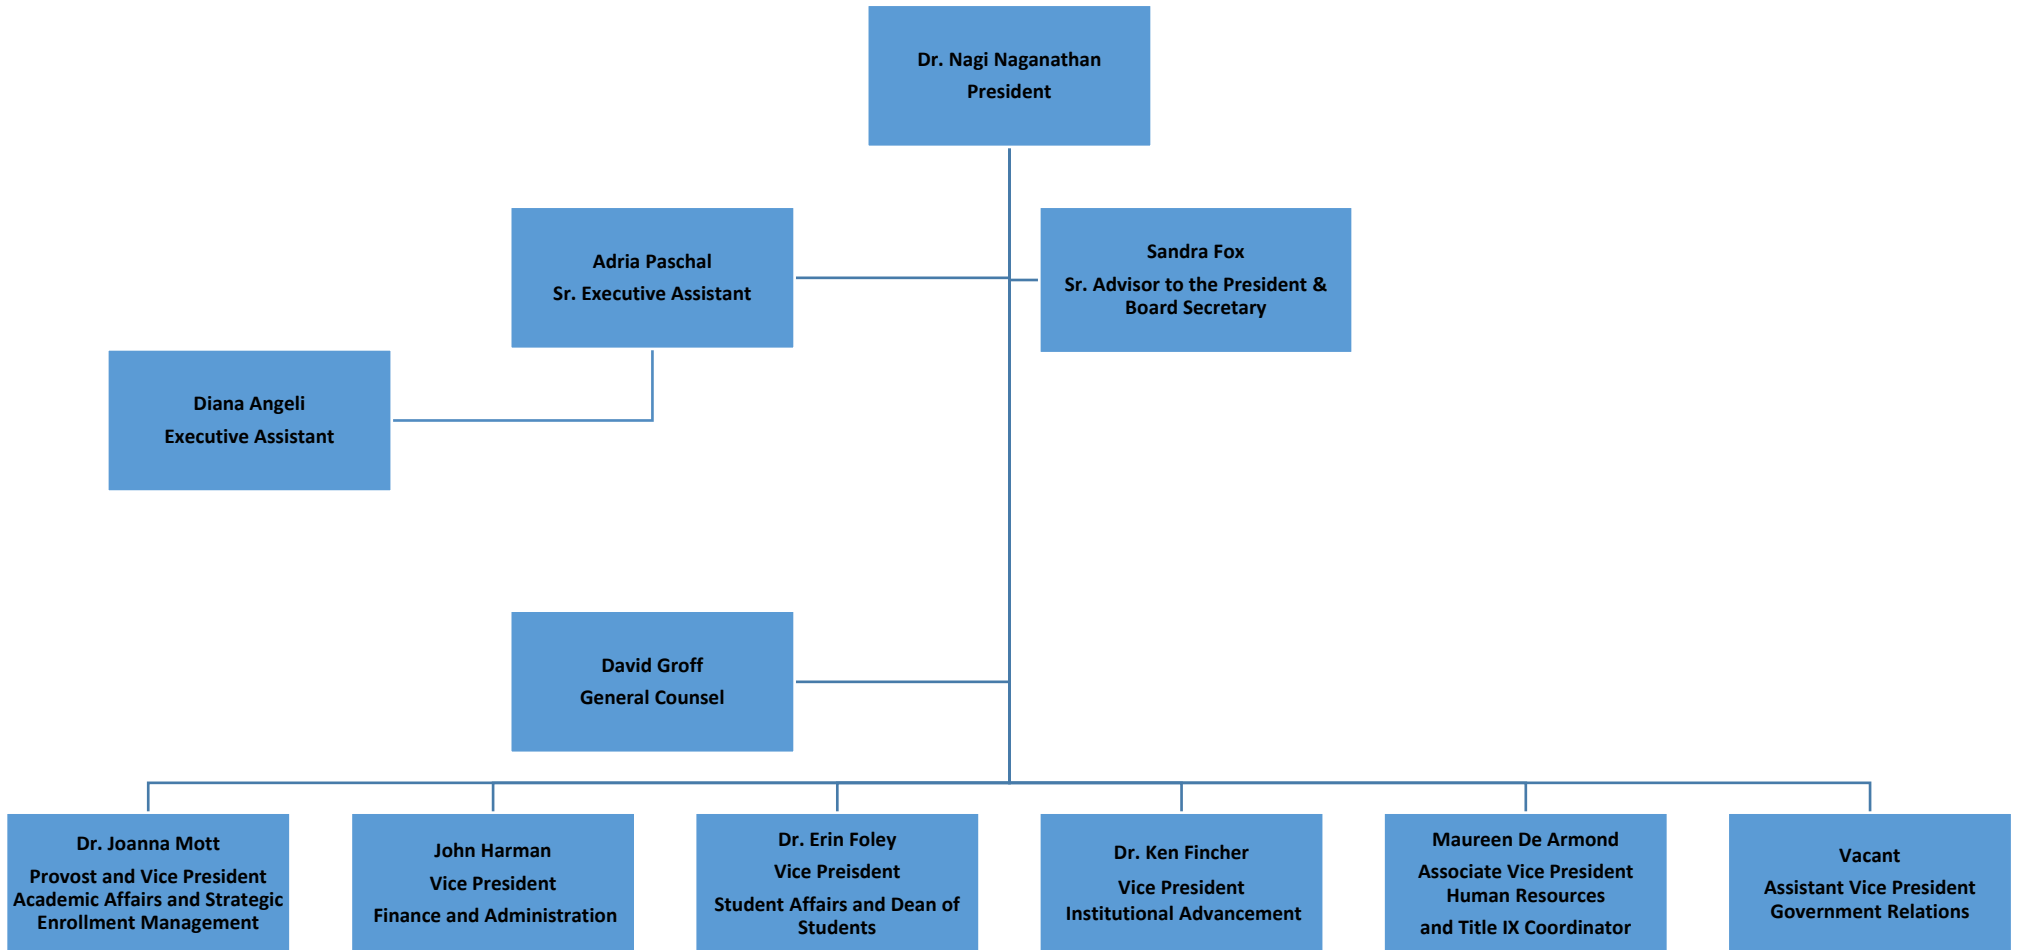 Dr. Nagi Naganathan
President
Adria Paschal
Sr. Executive Assistant
Sandra Fox
Sr. Advisor to the President &
Board Secretary
Diana Angeli
Executive Assistant
David Groff
General Counsel
Dr. Joanna Mott
Provost and Vice President
Academic Affairs and Strategic
Enrollment Management
John Harman
Vice President
Finance and Administration
Dr. Erin Foley
Vice Preisdent
Student Affairs and Dean of
Students
Dr. Ken Fincher
Vice President
Institutional Advancement
Maureen De Armond
Associate Vice President
Human Resources
and Title IX Coordinator
Vacant
Assistant Vice President
Government Relations